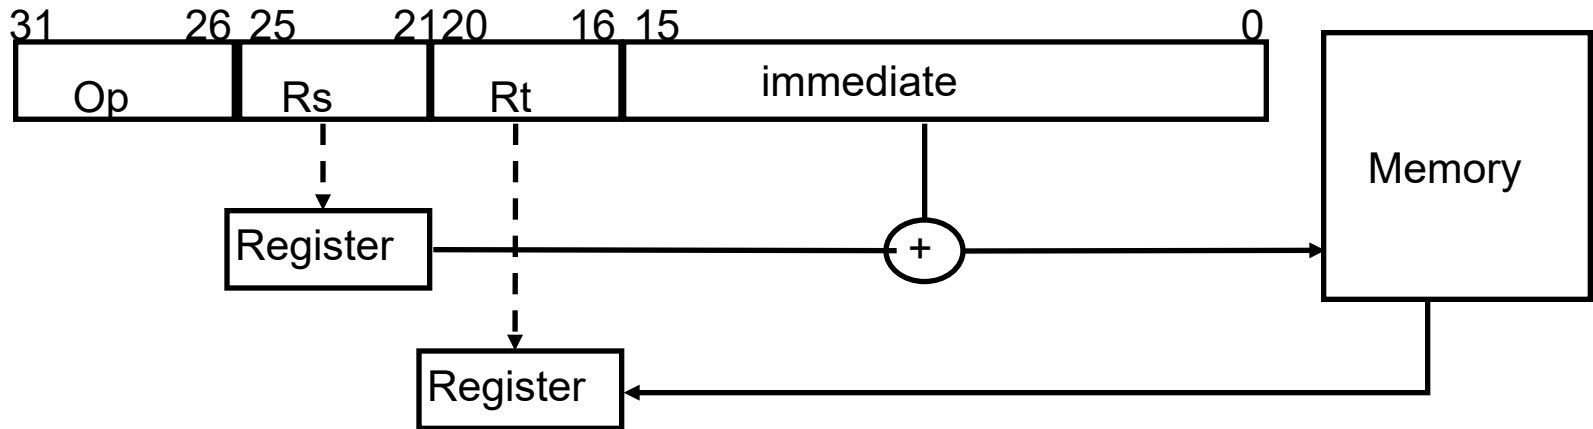 31 26 25 21 20 16 15 0
Op Rs Rt immediate
Memory
Register +
Register